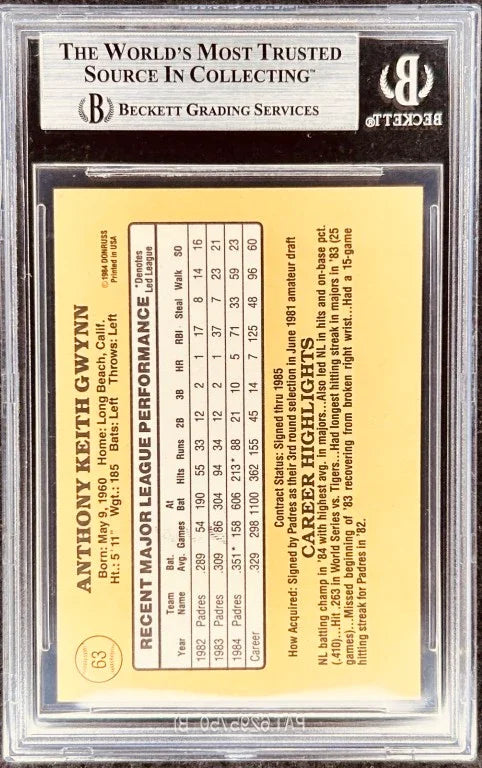 THE WORLD'S MOST TRUSTED
SOURCE IN COLLECTING™
BECKETT GRADING SERVICES
B
BECKETT®
63
ANTHONY KEITH GWYNN
©1984 DONRUSS
Printed in USA
Born: May 9, 1960 Home: Long Beach, Calif.
Ht.: 5' 11" Wgt.: 185 Bats: Left Throws: Left
RECENT MAJOR LEAGUE PERFORMANCE *Denotes Led League
Year Team Name Bat. Avg. Games At Bat Hits Runs 2B 3B HR RBI Steal Walk SO
1982 Padres .289 54 190 55 33 12 2 1 17 8 14 16
1983 Padres .309 86 304 94 34 12 2 1 37 7 23 21
1984 Padres .351* 158 606 213* 88 21 10 5 71 33 59 23
Career .329 298 1100 362 155 45 14 7 125 48 96 60
Contract Status: Signed thru 1985
How Acquired: Signed by Padres as their 3rd round selection in June 1981 amateur draft
CAREER HIGHLIGHTS
NL batting champ in '84 with highest avg. in majors...Also led NL in hits and on-base pct.
(.410)...Hit .263 in World Series vs. Tigers...Had longest hitting streak in majors in '83 (25
games)...Missed beginning of '83 recovering from broken right wrist...Had a 15-game
hitting streak for Padres in '82.